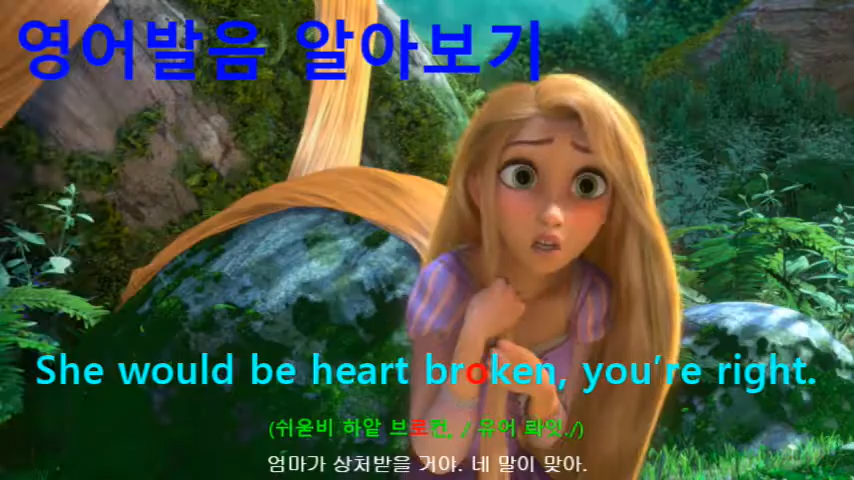 영어발음 알아보기
She would be heart broken, you're right.
(쉬욷비 하앝 브로컨, / 유어 롸잇./)
엄마가 상처받을 거야. 네 말이 맞아.